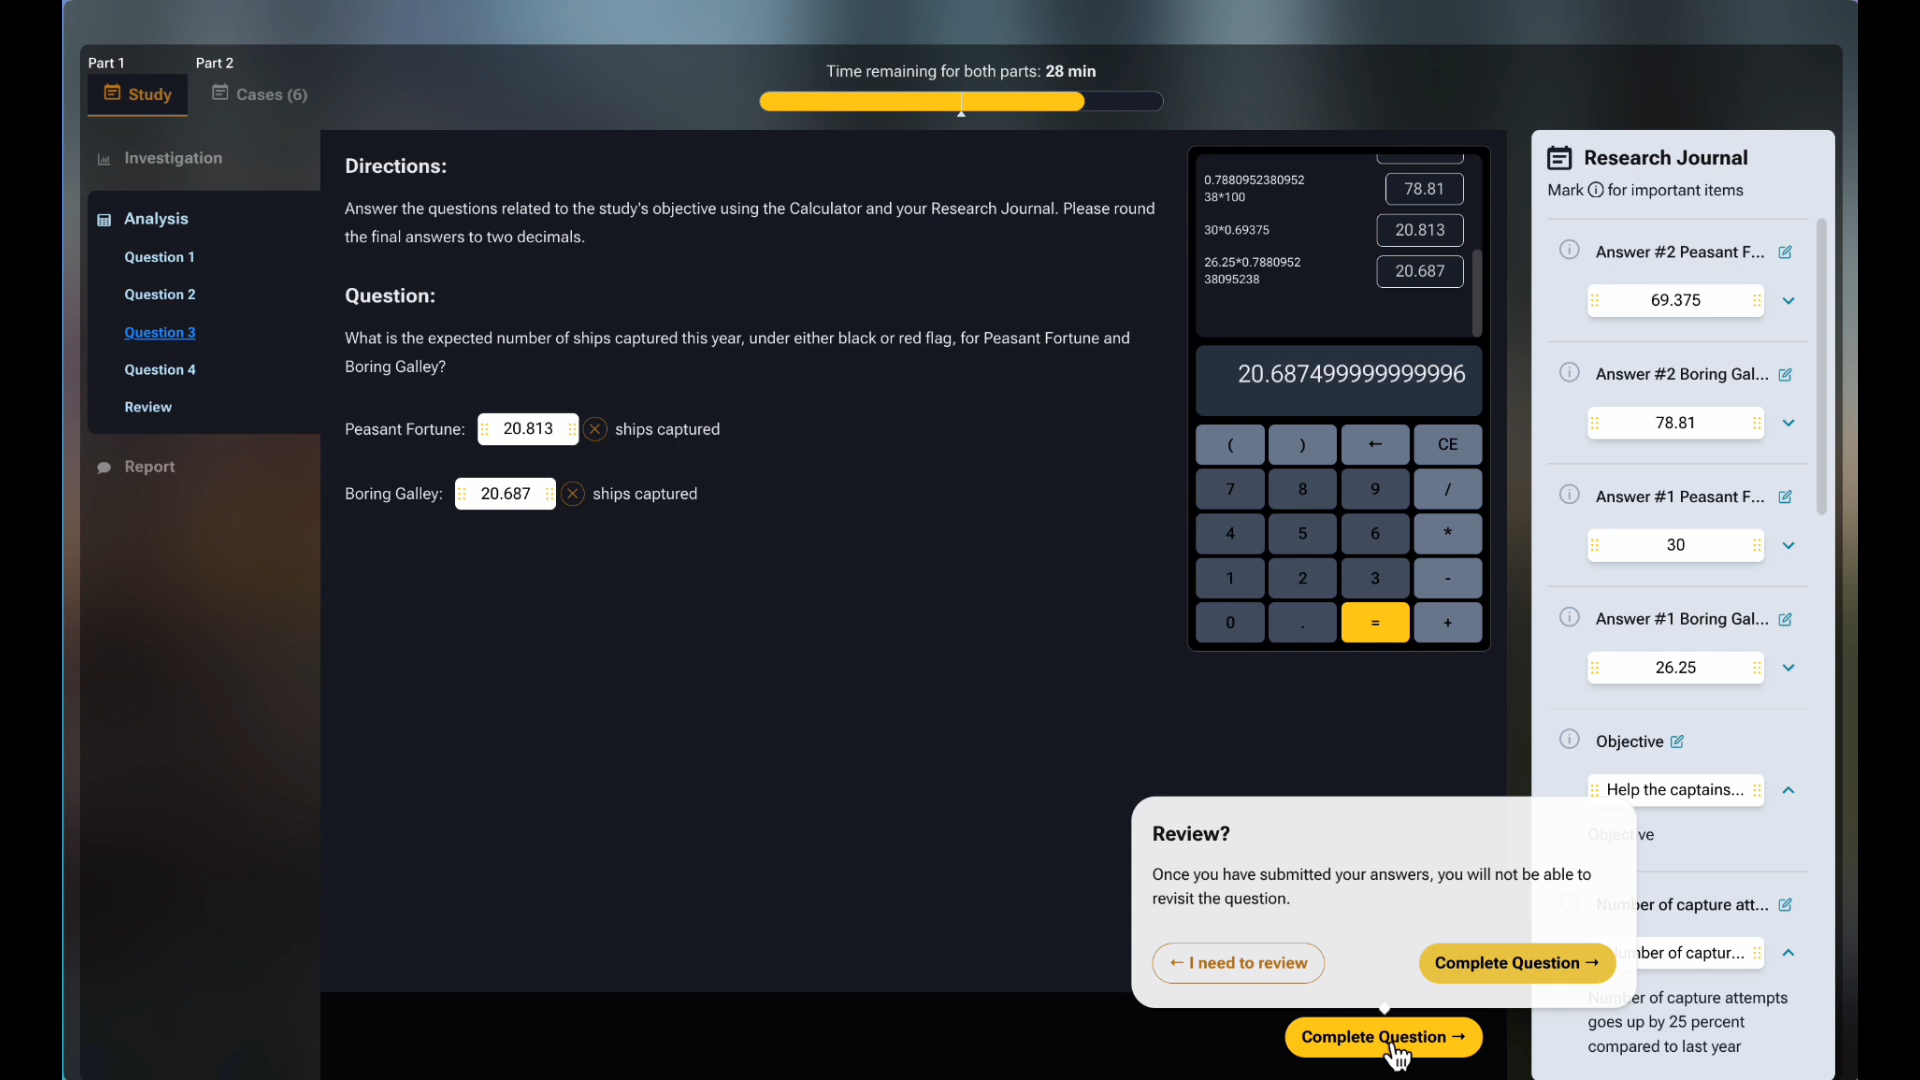 Part 1
Part 2
Study
Cases (6)
Time remaining for both parts: 28 min
Investigation
Analysis
Question 1
Question 2
Question 3
Question 4
Review
Report
Directions:
Answer the questions related to the study's objective using the Calculator and your Research Journal. Please round
the final answers to two decimals.
Question:
What is the expected number of ships captured this year, under either black or red flag, for Peasant Fortune and
Boring Galley?
Peasant Fortune: 20.813 ships captured
Boring Galley: 20.687 ships captured
0.7880952380952
38*100
78.81
30*0.69375
20.813
26.25*0.7880952
38095238
20.687
20.687499999999996
( ) ← CE
7 8 9 /
4 5 6 *
1 2 3 -
0 . = +
Research Journal
Mark ⓘ for important items
Answer #2 Peasant F...
69.375
Answer #2 Boring Gal...
78.81
Answer #1 Peasant F...
30
Answer #1 Boring Gal...
26.25
Objective
Help the captains...
Objective
Number of capture att...
Number of captur...
Number of capture attempts
goes up by 25 percent
compared to last year
Review?
Once you have submitted your answers, you will not be able to
revisit the question.
← I need to review
Complete Question →
Complete Question →